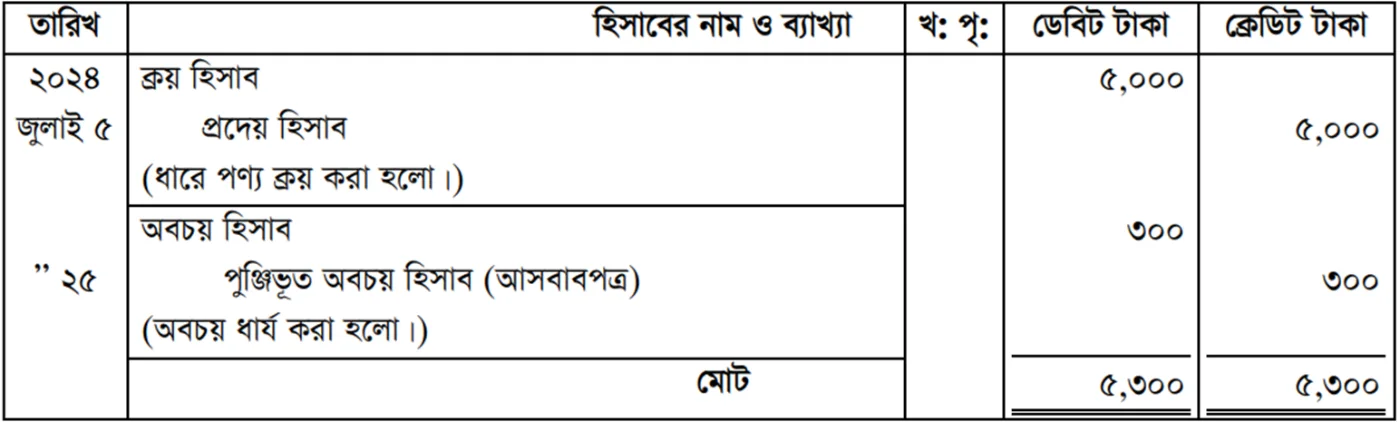 তারিখ হিসাবের নাম ও ব্যাখ্যা খ: পৃ: ডেবিট টাকা ক্রেডিট টাকা
২০২৪ ক্রয় হিসাব ৫,০০০
জুলাই ৫ প্রদেয় হিসাব ৫,০০০
(ধারে পণ্য ক্রয় করা হলো।)
অবচয় হিসাব ৩০০
” ২৫ পুঞ্জিভূত অবচয় হিসাব (আসবাবপত্র) ৩০০
(অবচয় ধার্য করা হলো।)
মোট ৫,৩০০ ৫,৩০০